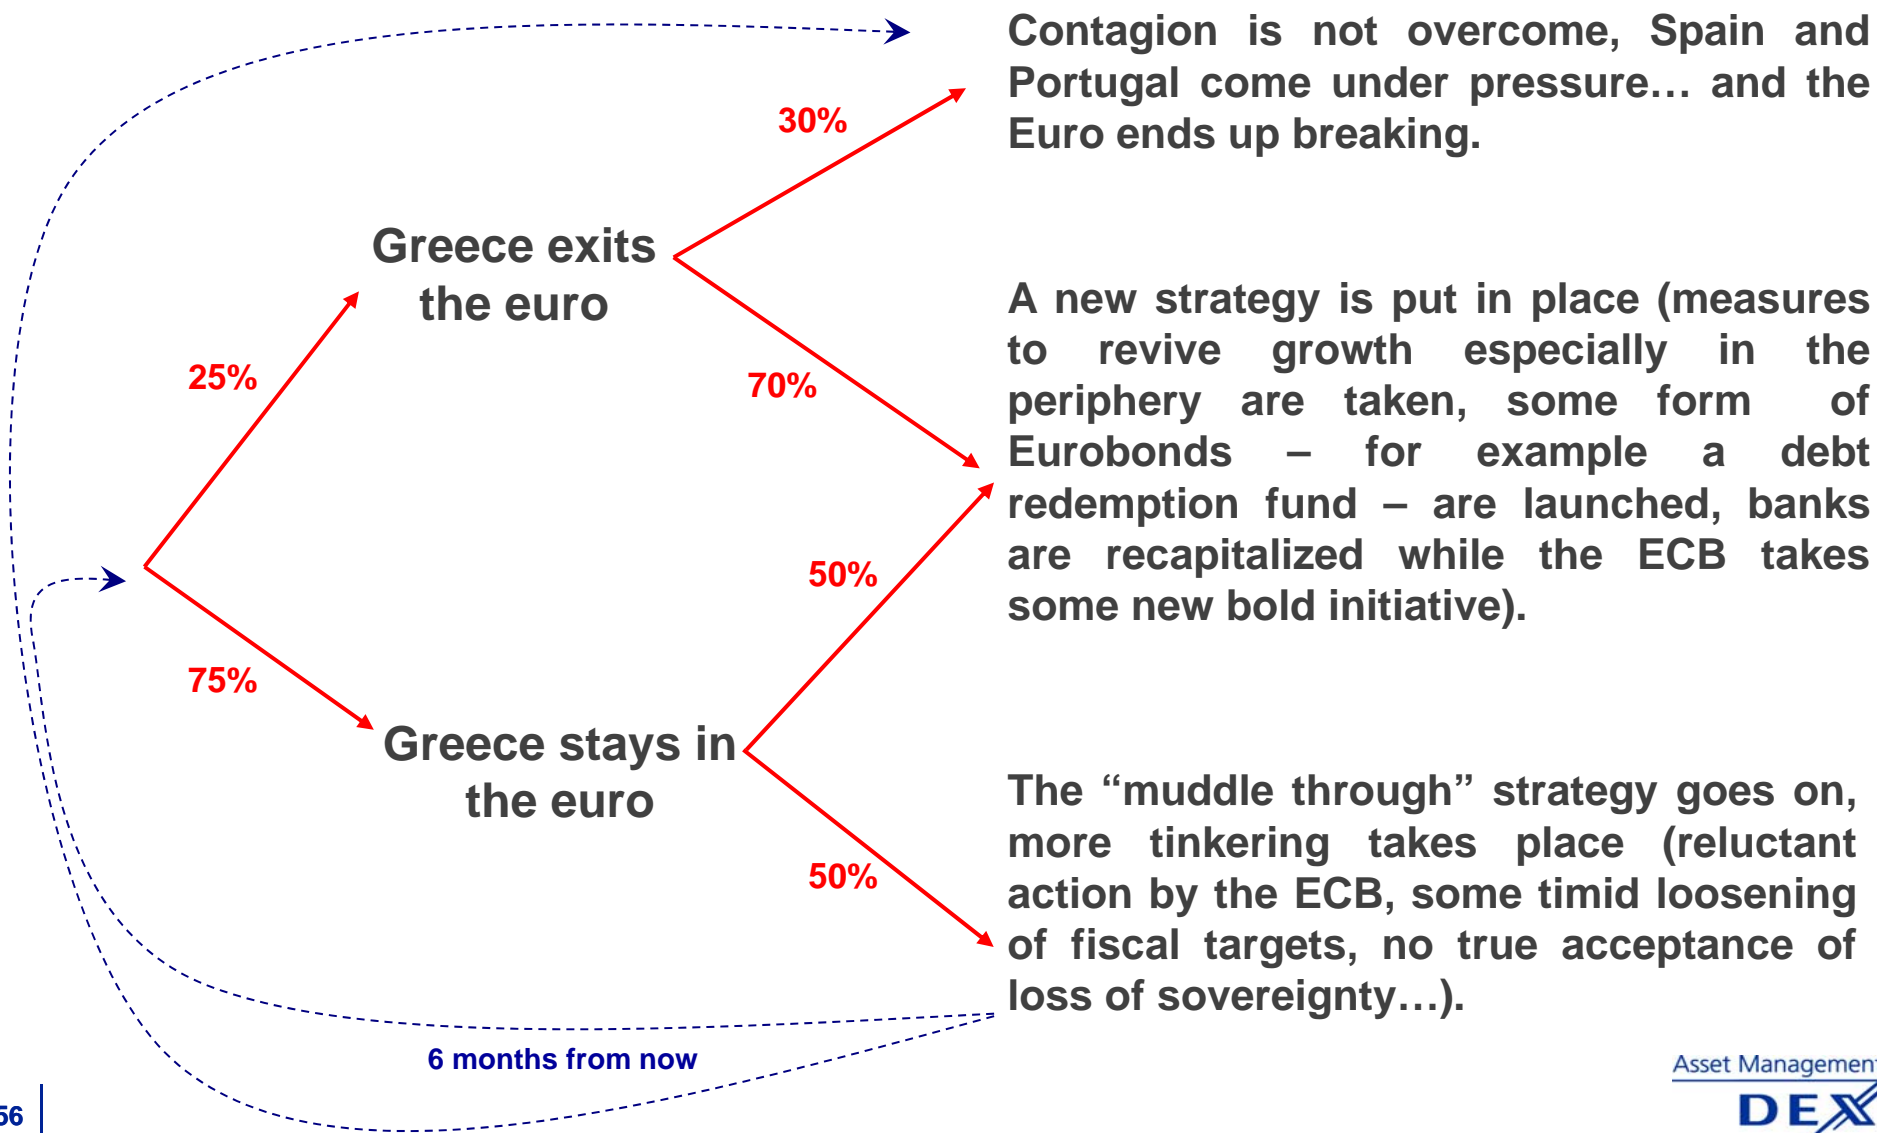 Contagion is not overcome, Spain and
Portugal come under pressure… and the
Euro ends up breaking.
30%
Greece exits
the euro
25%
70%
A new strategy is put in place (measures
to revive growth especially in the
periphery are taken, some form of
Eurobonds – for example a debt
redemption fund – are launched, banks
are recapitalized while the ECB takes
some new bold initiative).
50%
75%
Greece stays in
the euro
50%
The “muddle through” strategy goes on,
more tinkering takes place (reluctant
action by the ECB, some timid loosening
of fiscal targets, no true acceptance of
loss of sovereignty…).
6 months from now
56
Asset Management
DEX